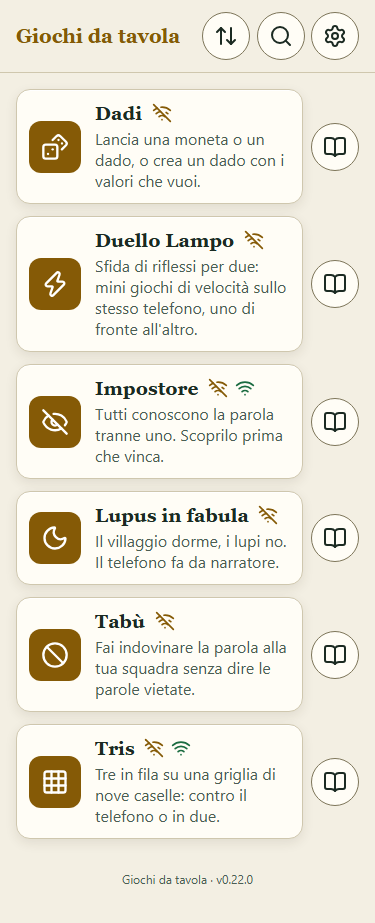 Giochi da tavola
Dadi
Lancia una moneta o un
dado, o crea un dado con i
valori che vuoi.
Duello Lampo
Sfida di riflessi per due:
mini giochi di velocità sullo
stesso telefono, uno di
fronte all'altro.
Impostore
Tutti conoscono la parola
tranne uno. Scoprilo prima
che vinca.
Lupus in fabula
Il villaggio dorme, i lupi no.
Il telefono fa da narratore.
Tabù
Fai indovinare la parola alla
tua squadra senza dire le
parole vietate.
Tris
Tre in fila su una griglia di
nove caselle: contro il
telefono o in due.
Giochi da tavola · v0.22.0